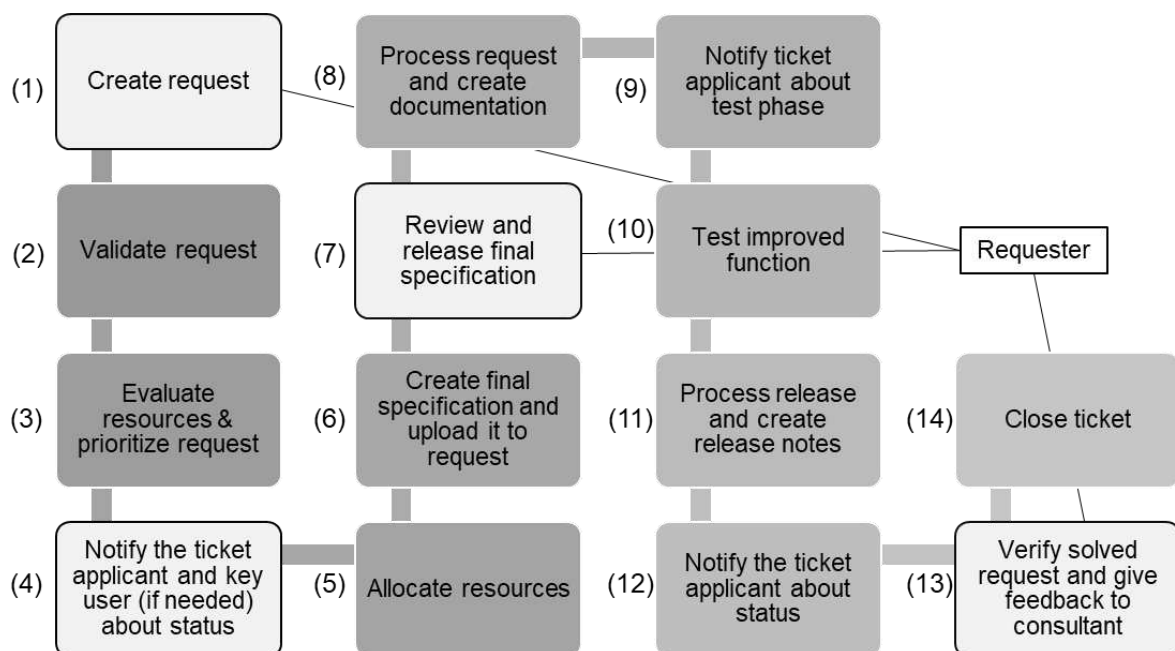 (1)
Create request
(2)
Validate request
(3)
Evaluate
resources &
prioritize request
(4)
Notify the ticket
applicant and key
user (if needed)
about status
(5)
Allocate resources
(6)
Create final
specification and
upload it to
request
(7)
Review and
release final
specification
(8)
Process request
and create
documentation
(9)
Notify ticket
applicant about
test phase
(10)
Test improved
function
(11)
Process release
and create
release notes
(12)
Notify the ticket
applicant about
status
(13)
Verify solved
request and give
feedback to
consultant
(14)
Close ticket
Requester